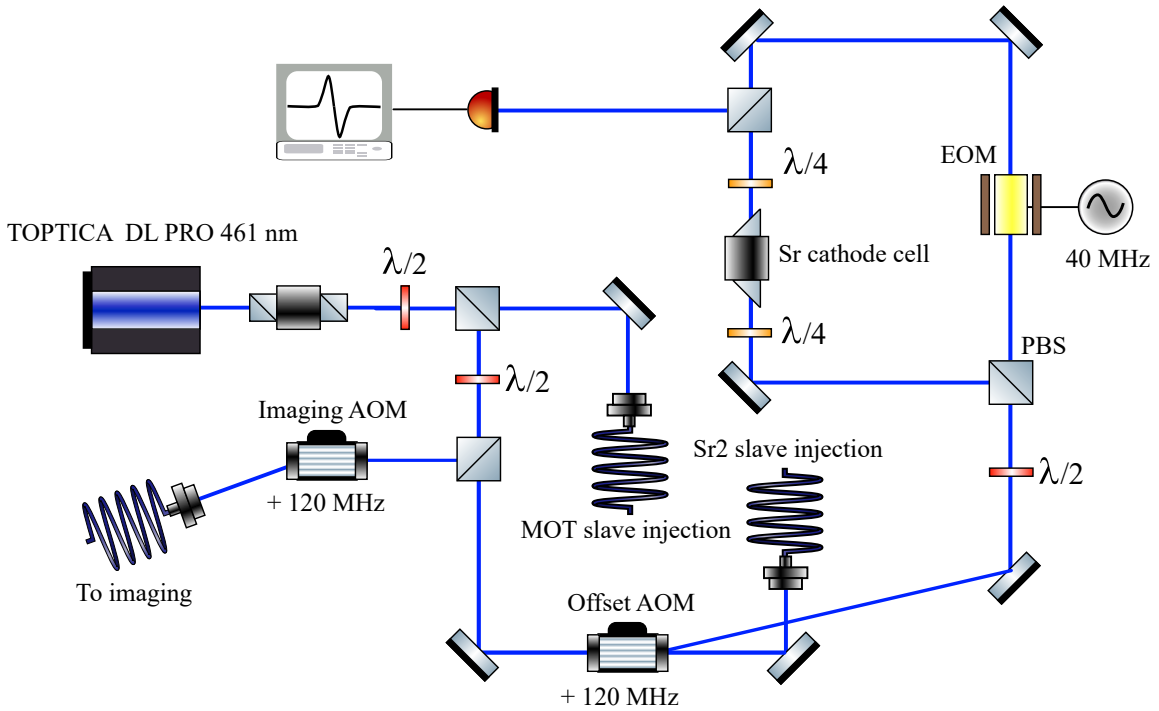 EOM
λ/4
TOPTICA DL PRO 461 nm
Sr cathode cell
40 MHz
λ/2
λ/4
PBS
λ/2
Imaging AOM
Sr2 slave injection
λ/2
+ 120 MHz
MOT slave injection
To imaging
Offset AOM
+ 120 MHz